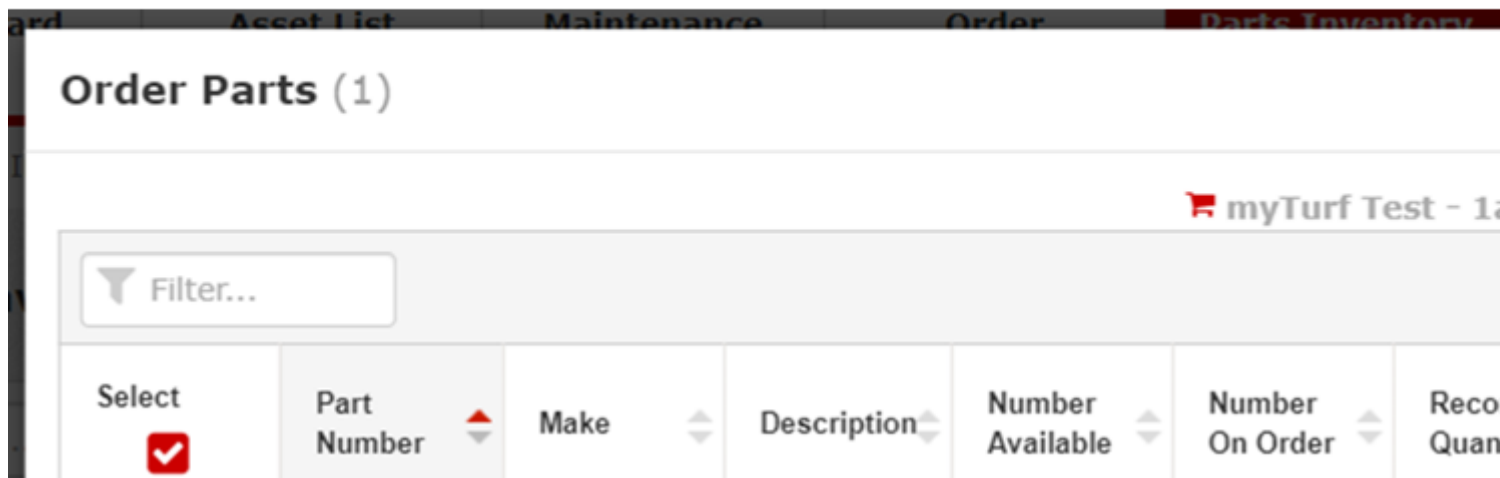 Asset List Maintenance Order Parts Inventory
Order Parts (1)
myTurf Test - 1a
Filter...
Select
Part Number
Make
Description
Number Available
Number On Order